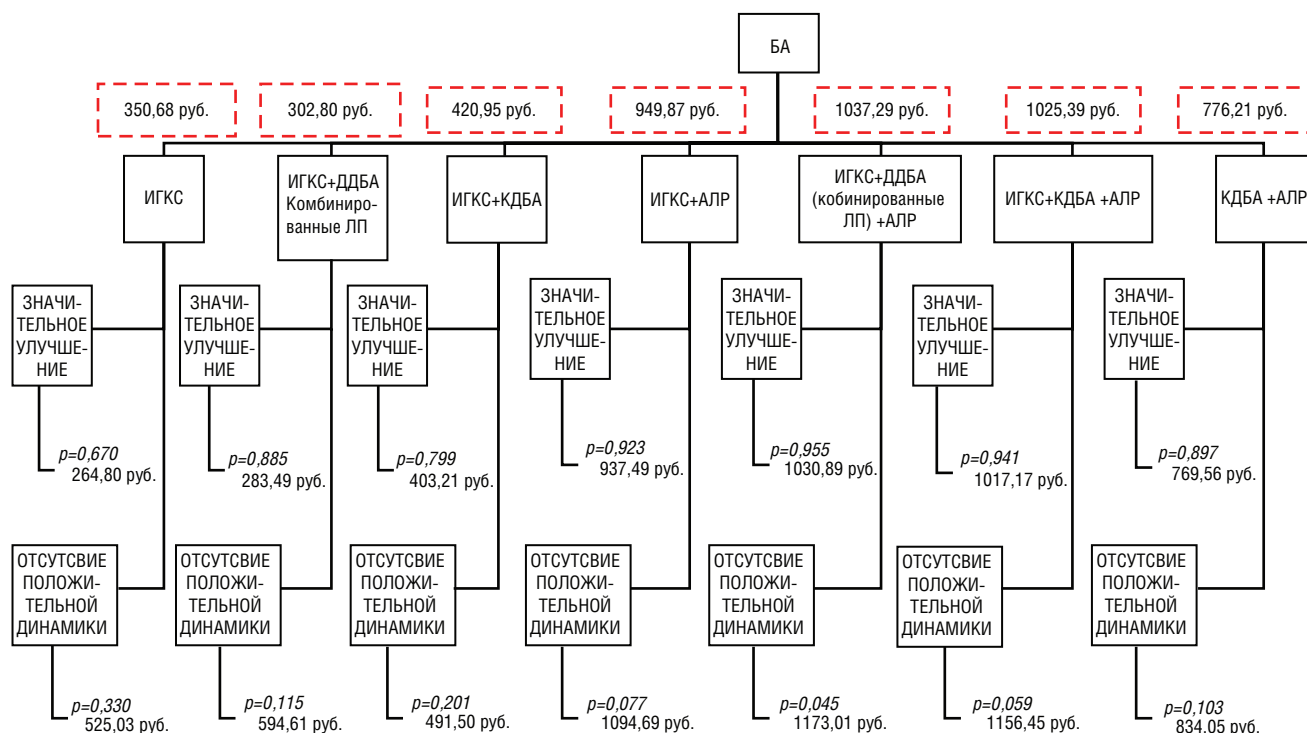 БА
350,68 руб.
302,80 руб.
420,95 руб.
949,87 руб.
1037,29 руб.
1025,39 руб.
776,21 руб.
ИГКС
ИГКС+ДДБА
Комбиниро-
ванные ЛП
ИГКС+КДБА
ИГКС+АЛР
ИГКС+ДДБА
(кобинированные
ЛП) +АЛР
ИГКС+КДБА +АЛР
КДБА +АЛР
ЗНАЧИ-
ТЕЛЬНОЕ
УЛУЧШЕ-
НИЕ
ЗНАЧИ-
ТЕЛЬНОЕ
УЛУЧШЕ-
НИЕ
ЗНАЧИ-
ТЕЛЬНОЕ
УЛУЧШЕ-
НИЕ
ЗНАЧИ-
ТЕЛЬНОЕ
УЛУЧШЕ-
НИЕ
ЗНАЧИ-
ТЕЛЬНОЕ
УЛУЧШЕ-
НИЕ
ЗНАЧИ-
ТЕЛЬНОЕ
УЛУЧШЕ-
НИЕ
ЗНАЧИ-
ТЕЛЬНОЕ
УЛУЧШЕ-
НИЕ
p=0,670
264,80 руб.
p=0,885
283,49 руб.
p=0,799
403,21 руб.
p=0,923
937,49 руб.
p=0,955
1030,89 руб.
p=0,941
1017,17 руб.
p=0,897
769,56 руб.
ОТСУТСВИЕ
ПОЛОЖИ-
ТЕЛЬНОЙ
ДИНАМИКИ
ОТСУТСВИЕ
ПОЛОЖИ-
ТЕЛЬНОЙ
ДИНАМИКИ
ОТСУТСВИЕ
ПОЛОЖИ-
ТЕЛЬНОЙ
ДИНАМИКИ
ОТСУТСВИЕ
ПОЛОЖИ-
ТЕЛЬНОЙ
ДИНАМИКИ
ОТСУТСВИЕ
ПОЛОЖИ-
ТЕЛЬНОЙ
ДИНАМИКИ
ОТСУТСВИЕ
ПОЛОЖИ-
ТЕЛЬНОЙ
ДИНАМИКИ
ОТСУТСВИЕ
ПОЛОЖИ-
ТЕЛЬНОЙ
ДИНАМИКИ
p=0,330
525,03 руб.
p=0,115
594,61 руб.
p=0,201
491,50 руб.
p=0,077
1094,69 руб.
p=0,045
1173,01 руб.
p=0,059
1156,45 руб.
p=0,103
834,05 руб.